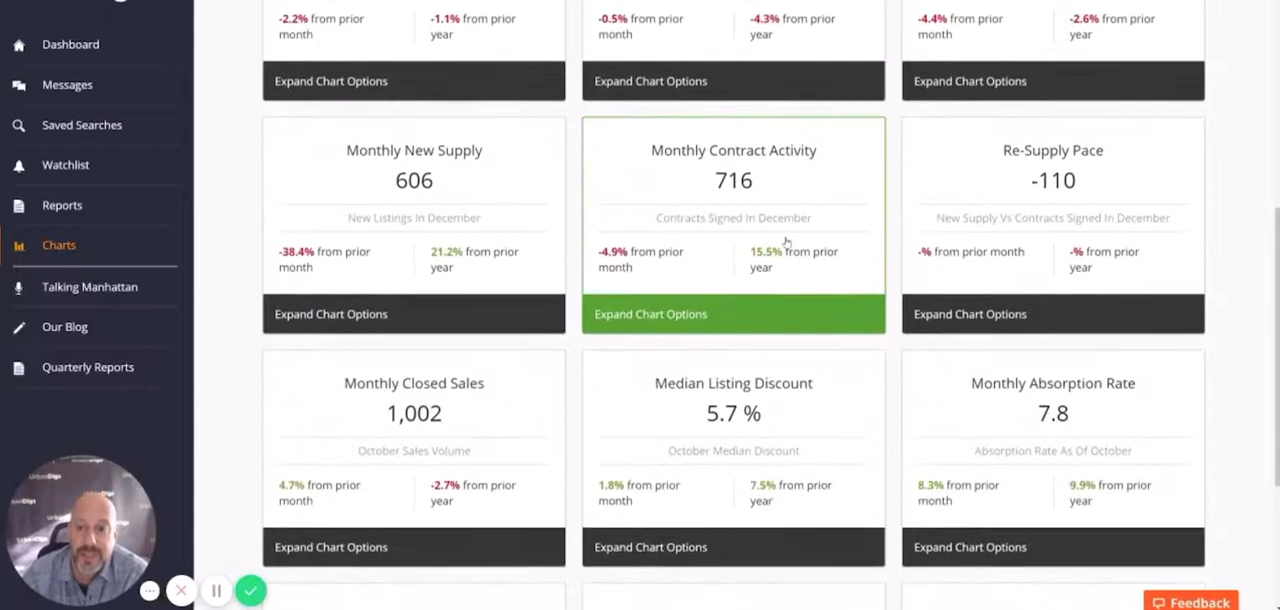 -2.2% from prior month
-1.1% from prior year
-0.5% from prior month
-4.3% from prior year
-4.4% from prior month
-2.6% from prior year
Dashboard
Messages
Saved Searches
Watchlist
Reports
Charts
Talking Manhattan
Our Blog
Quarterly Reports
Expand Chart Options
Expand Chart Options
Expand Chart Options
Monthly New Supply
606
New Listings In December
-38.4% from prior month
21.2% from prior year
Expand Chart Options
Monthly Contract Activity
716
Contracts Signed In December
-4.9% from prior month
15.5% from prior year
Expand Chart Options
Re-Supply Pace
-110
New Supply Vs Contracts Signed In December
-% from prior month
-% from prior year
Expand Chart Options
Monthly Closed Sales
1,002
October Sales Volume
4.7% from prior month
-2.7% from prior year
Expand Chart Options
Median Listing Discount
5.7 %
October Median Discount
1.8% from prior month
7.5% from prior year
Expand Chart Options
Monthly Absorption Rate
7.8
Absorption Rate As Of October
8.3% from prior month
9.9% from prior year
Expand Chart Options
UrbanDigs
Feedback